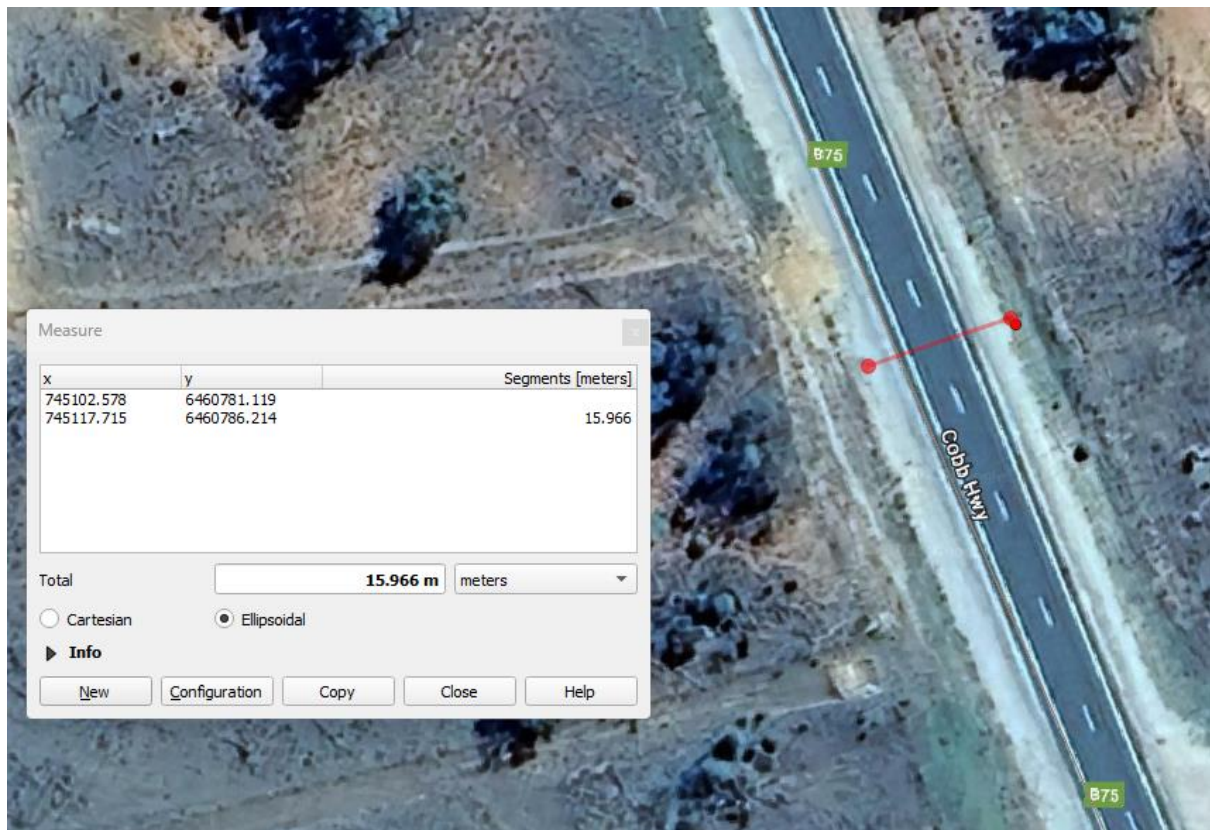 B75
Measure
x y Segments [meters]
745102.578 6460781.119
745117.715 6460786.214 15.966
Total 15.966 m meters
Cartesian Ellipsoidal
Info
New Configuration Copy Close Help
Cobb Hwy
B75